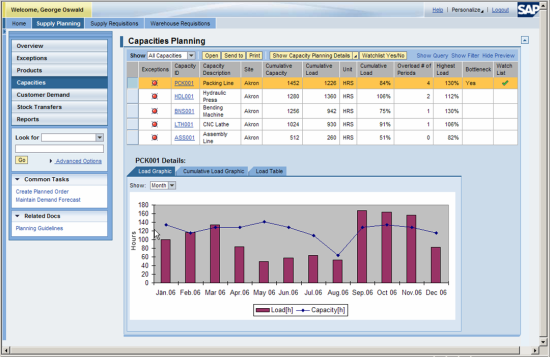 Welcome, George Oswald
Help | Personalize | Logout
SAP
Home Supply Planning Supply Requisitions Warehouse Requisitions
Overview
Exceptions
Products
Capacities
Customer Demand
Stock Transfers
Reports
Look for
Go Advanced Options
Common Tasks
Create Planned Order
Maintain Demand Forecast
Related Docs
Planning Guidelines
Capacities Planning
Show All Capacities Open Send to Print Show Capacity Planning Details Watchlist Yes/No Show Query Show Filter Hide Preview
Exceptions Capacity ID Capacity Description Site Cumulative Capacity Cumulative Load Unit Cumulative Load Overload # of Periods Highest Load Bottleneck Watch List
PCK001 Packing Line Akron 1452 1226 HRS 84% 4 130% Yes
HDL001 Hydraulic Press Akron 1280 1360 HRS 106% 2 112%
BND001 Bending Machine Akron 1256 942 HRS 75% 1 130%
LTH001 CNC Lathe Akron 1024 930 HRS 91% 1 106%
ASS001 Assembly Line Akron 512 260 HRS 51% 0 82%
PCK001 Details:
Load Graphic Cumulative Load Graphic Load Table
Show: Month
Hours
180
160
140
120
100
80
60
40
20
0
Jan.06 Feb.06 Mar 06 Apr.06 May 06 Jun.06 Jul.06 Aug.06 Sep.06 Oct 06 Nov.06 Dec 06
Load[h] Capacity[h]